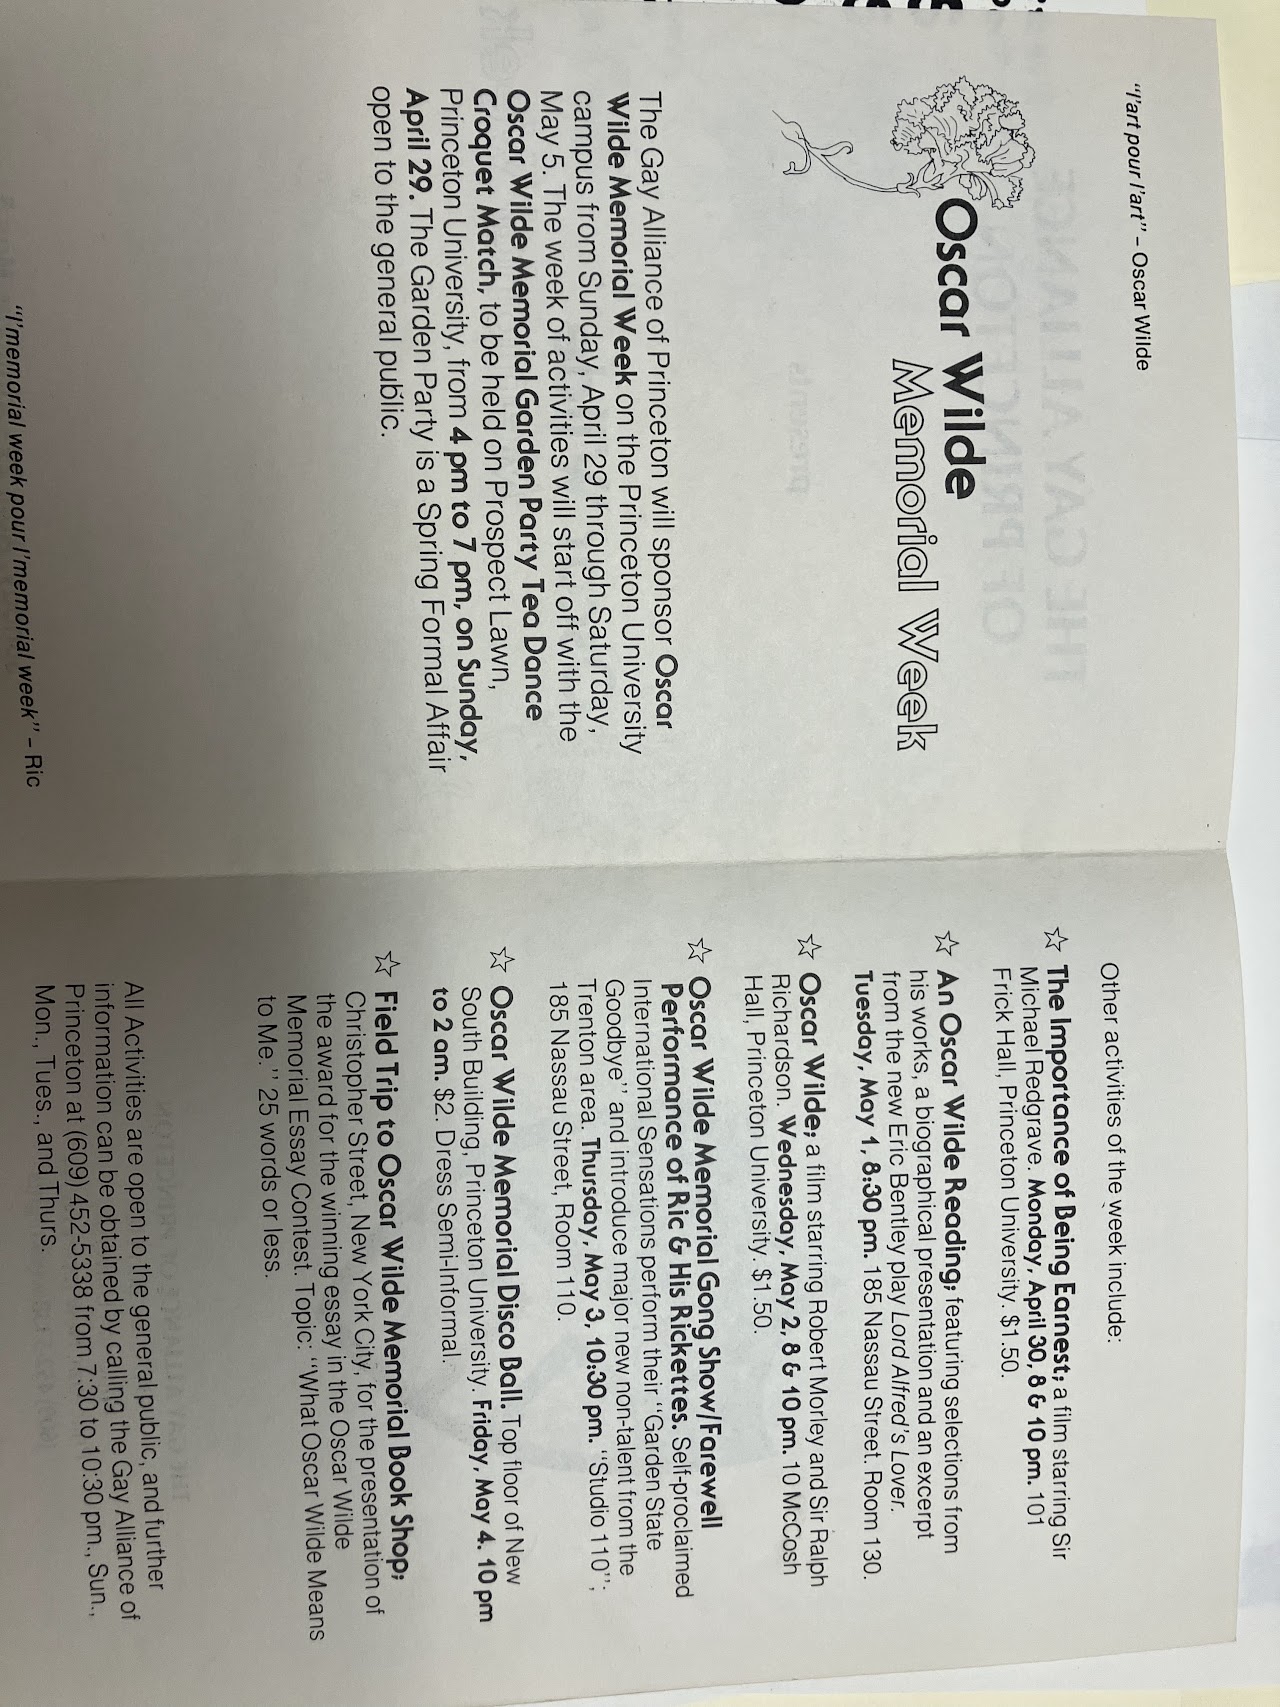 "l'art pour l'art" – Oscar Wilde
Oscar Wilde
Memorial Week
The Gay Alliance of Princeton will sponsor Oscar
Wilde Memorial Week on the Princeton University
campus from Sunday, April 29 through Saturday,
May 5. The week of activities will start off with the
Oscar Wilde Memorial Garden Party Tea Dance
Croquet Match, to be held on Prospect Lawn,
Princeton University, from 4 pm to 7 pm, on Sunday,
April 29. The Garden Party is a Spring Formal Affair
open to the general public.
"l'memorial week pour l'memorial week" – Ric
Other activities of the week include:
☆ The Importance of Being Earnest; a film starring Sir
Michael Redgrave. Monday, April 30, 8 & 10 pm. 101
Frick Hall, Princeton University. $1.50.
☆ An Oscar Wilde Reading; featuring selections from
his works, a biographical presentation and an excerpt
from the new Eric Bentley play Lord Alfred's Lover.
Tuesday, May 1, 8:30 pm. 185 Nassau Street. Room 130.
☆ Oscar Wilde; a film starring Robert Morley and Sir Ralph
Richardson. Wednesday, May 2, 8 & 10 pm. 10 McCosh
Hall, Princeton University. $1.50.
☆ Oscar Wilde Memorial Gong Show/Farewell
Performance of Ric & His Rickettes. Self-proclaimed
International Sensations perform their "Garden State
Goodbye" and introduce major new non-talent from the
Trenton area. Thursday, May 3, 10:30 pm. "Studio 110";
185 Nassau Street, Room 110.
☆ Oscar Wilde Memorial Disco Ball. Top floor of New
South Building, Princeton University. Friday, May 4. 10 pm
to 2 am. $2. Dress Semi-Informal.
☆ Field Trip to Oscar Wilde Memorial Book Shop;
Christopher Street, New York City, for the presentation of
the award for the winning essay in the Oscar Wilde
Memorial Essay Contest. Topic: "What Oscar Wilde Means
to Me." 25 words or less.
All Activities are open to the general public, and further
information can be obtained by calling the Gay Alliance of
Princeton at (609) 452-5338 from 7:30 to 10:30 pm., Sun.,
Mon., Tues., and Thurs.